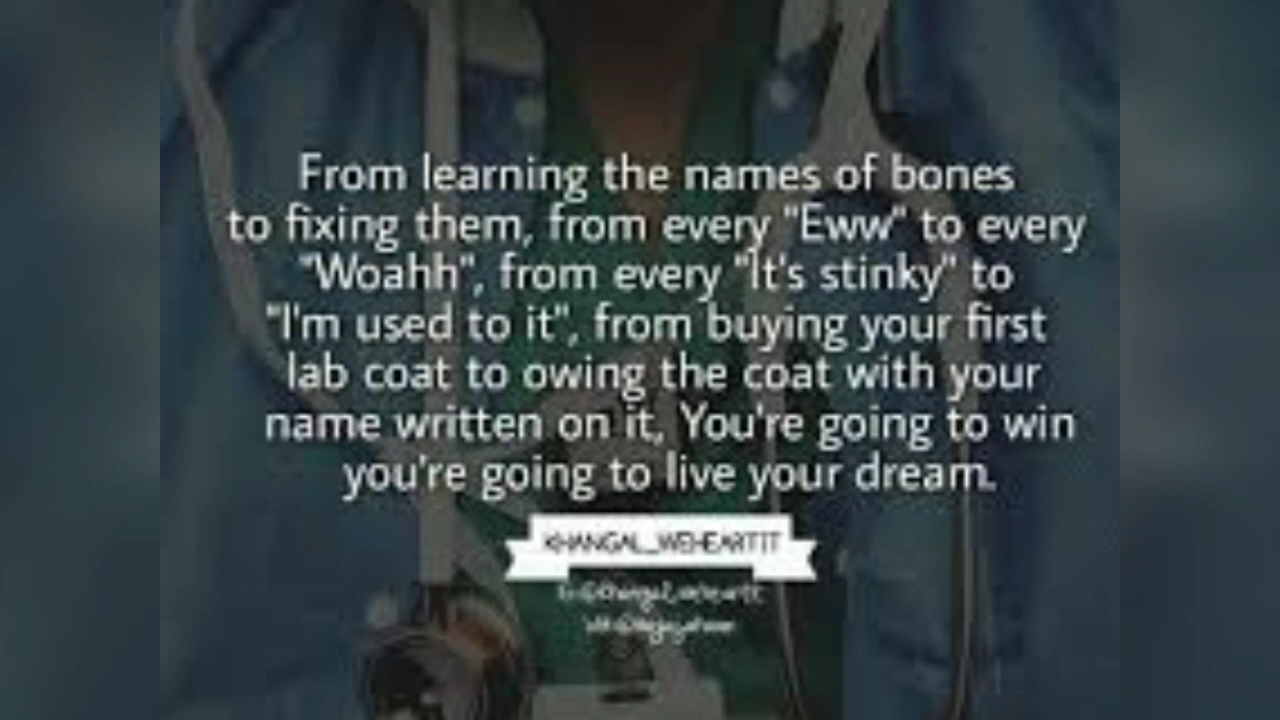 From learning the names of bones
to fixing them, from every "Eww" to every
"Woahh", from every "It's stinky" to
"I'm used to it", from buying your first
lab coat to owing the coat with your
name written on it, You're going to win
you're going to live your dream.
KHANGAL_WEHEARTIT